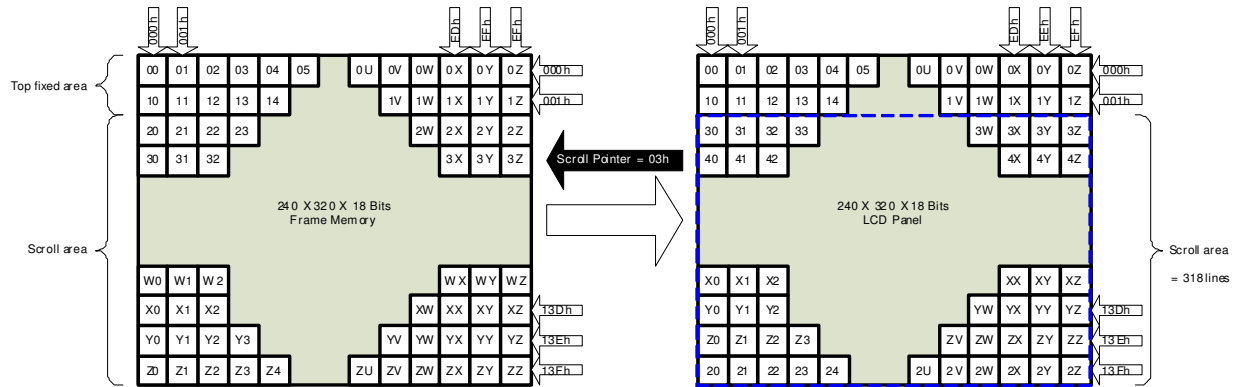 000h 001h EDh EEh EFh 000h 001h EDh EEh EFh
00 01 02 03 04 05 0U 0V 0W 0X 0Y 0Z 000h 00 01 02 03 04 05 0U 0V 0W 0X 0Y 0Z 000h
Top fixed area
10 11 12 13 14 1V 1W 1X 1Y 1Z 001h 10 11 12 13 14 1V 1W 1X 1Y 1Z 001h
20 21 22 23 2W 2X 2Y 2Z 30 31 32 33 3W 3X 3Y 3Z
30 31 32 3X 3Y 3Z Scroll Pointer = 03h 40 41 42 4X 4Y 4Z
240 X 320 X 18 Bits 240 X 320 X 18 Bits
Frame Memory LCD Panel
Scroll area Scroll area
= 318 lines
W0 W1 W2 WX WY WZ X0 X1 X2 XX XY XZ
X0 X1 X2 XW XX XY XZ 13Dh Y0 Y1 Y2 YW YX YY YZ 13Dh
Y0 Y1 Y2 Y3 YV YW YX YY YZ 13Eh Z0 Z1 Z2 Z3 ZV ZW ZX ZY ZZ 13Eh
Z0 Z1 Z2 Z3 Z4 ZU ZV ZW ZX ZY ZZ 13Fh 20 21 22 23 24 2U 2V 2W 2X 2Y 2Z 13Fh